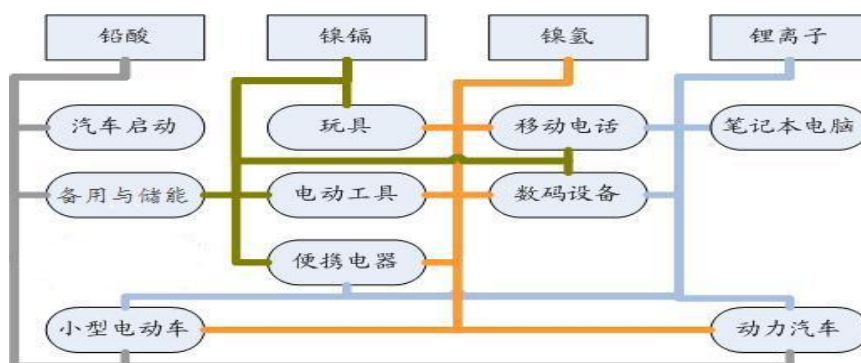 铅酸
镍镉
镍氢
锂离子
汽车启动
玩具
移动电话
笔记本电脑
备用与储能
电动工具
数码设备
便携电器
小型电动车
动力汽车